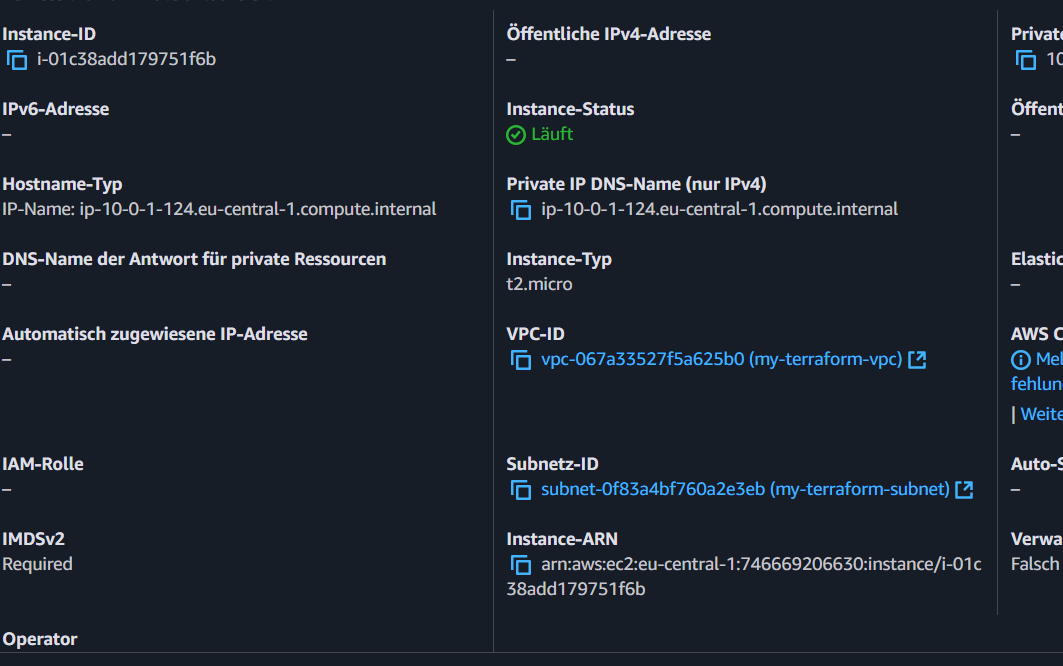 Instance-ID
i-01c38add179751f6b
IPv6-Adresse
–
Hostname-Typ
IP-Name: ip-10-0-1-124.eu-central-1.compute.internal
DNS-Name der Antwort für private Ressourcen
–
Automatisch zugewiesene IP-Adresse
–
IAM-Rolle
–
IMDSv2
Required
Operator
Öffentliche IPv4-Adresse
–
Instance-Status
Läuft
Private IP DNS-Name (nur IPv4)
ip-10-0-1-124.eu-central-1.compute.internal
Instance-Typ
t2.micro
VPC-ID
vpc-067a33527f5a625b0 (my-terraform-vpc)
Subnetz-ID
subnet-0f83a4bf760a2e3eb (my-terraform-subnet)
Instance-ARN
arn:aws:ec2:eu-central-1:746669206630:instance/i-01c
38add179751f6b
Private
10
Öffent
–
Elastic
–
AWS C
Mel
fehlun
| Weite
Auto-S
–
Verwa
Falsch